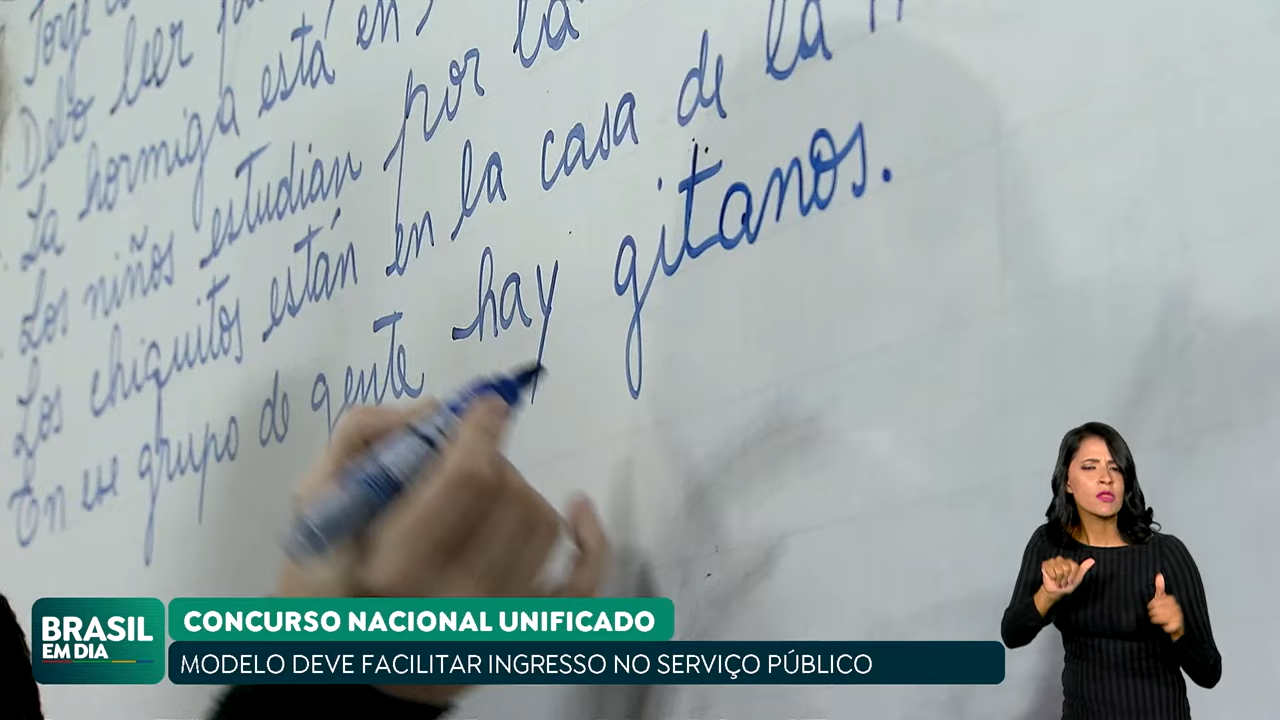 Jorge
Debo leer
La hormiga está en
Los niños estudian por la
Los chiquitos están en la casa de la
En ese grupo de gente hay gitanos.
BRASIL
EM DIA
CONCURSO NACIONAL UNIFICADO
MODELO DEVE FACILITAR INGRESSO NO SERVIÇO PÚBLICO